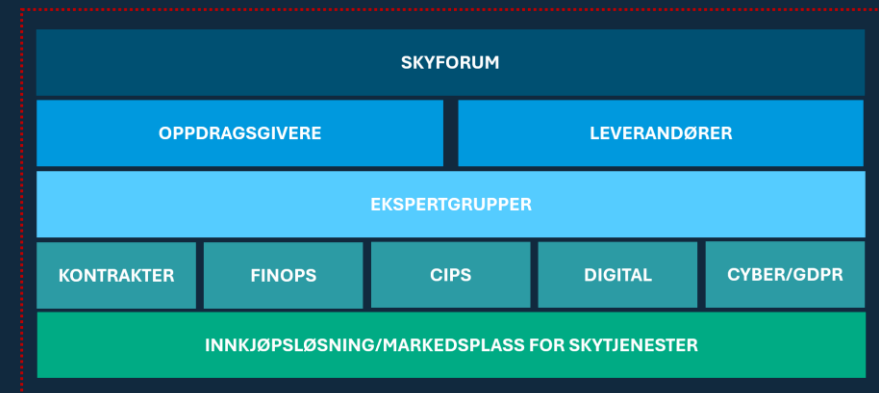 SKYFORUM
OPPDRAGSGIVERE
LEVERANDØRER
EKSPERTGRUPPER
KONTRAKTER
FINOPS
CIPS
DIGITAL
CYBER/GDPR
INNKJØPSLØSNING/MARKEDSPLASS FOR SKYTJENESTER